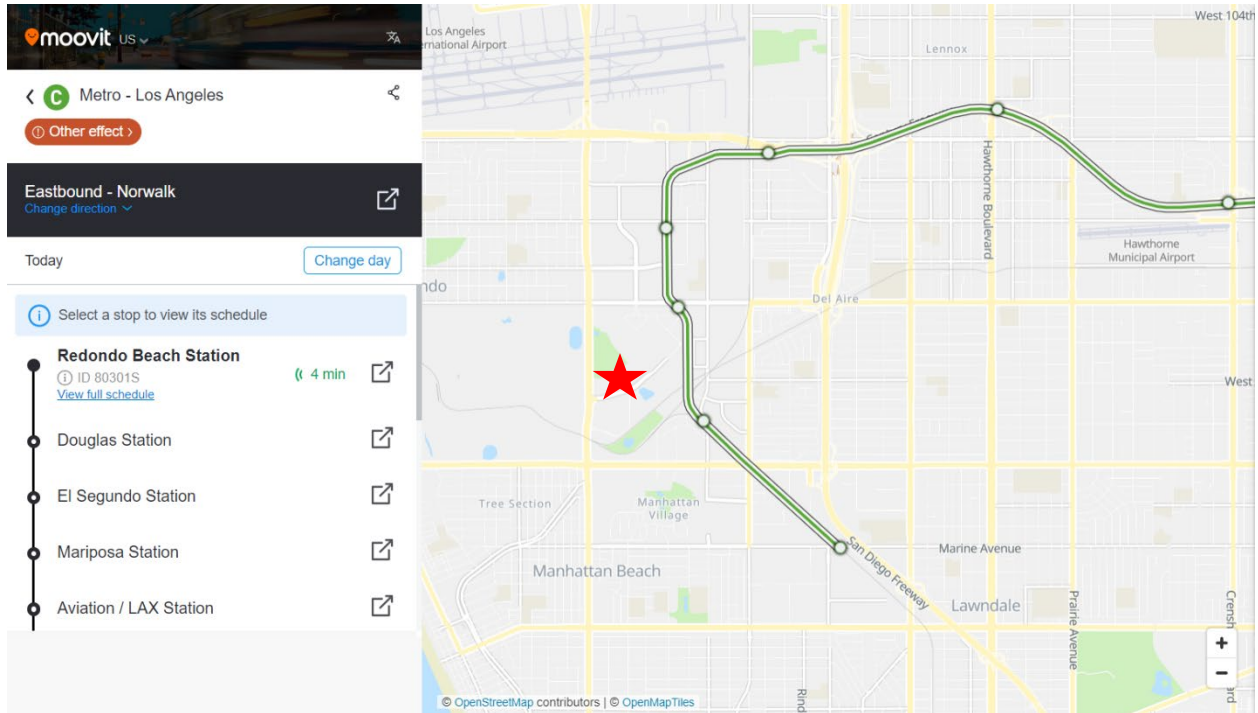 moovit US
C Metro - Los Angeles
Other effect >
Eastbound - Norwalk
Change direction
Today
Change day
Select a stop to view its schedule
Redondo Beach Station
ID 80301S
4 min
View full schedule
Douglas Station
El Segundo Station
Mariposa Station
Aviation / LAX Station
Los Angeles
ernational Airport
Lennox
West 104th
Hawthorne Boulevard
Hawthorne
Municipal Airport
ndo
Del Aire
West
Tree Section
Manhattan
Village
San Diego Freeway
Marine Avenue
Manhattan Beach
Lawndale
Prairie Avenue
Crensh
ard
Rind
+
−
© OpenStreetMap contributors | © OpenMapTiles